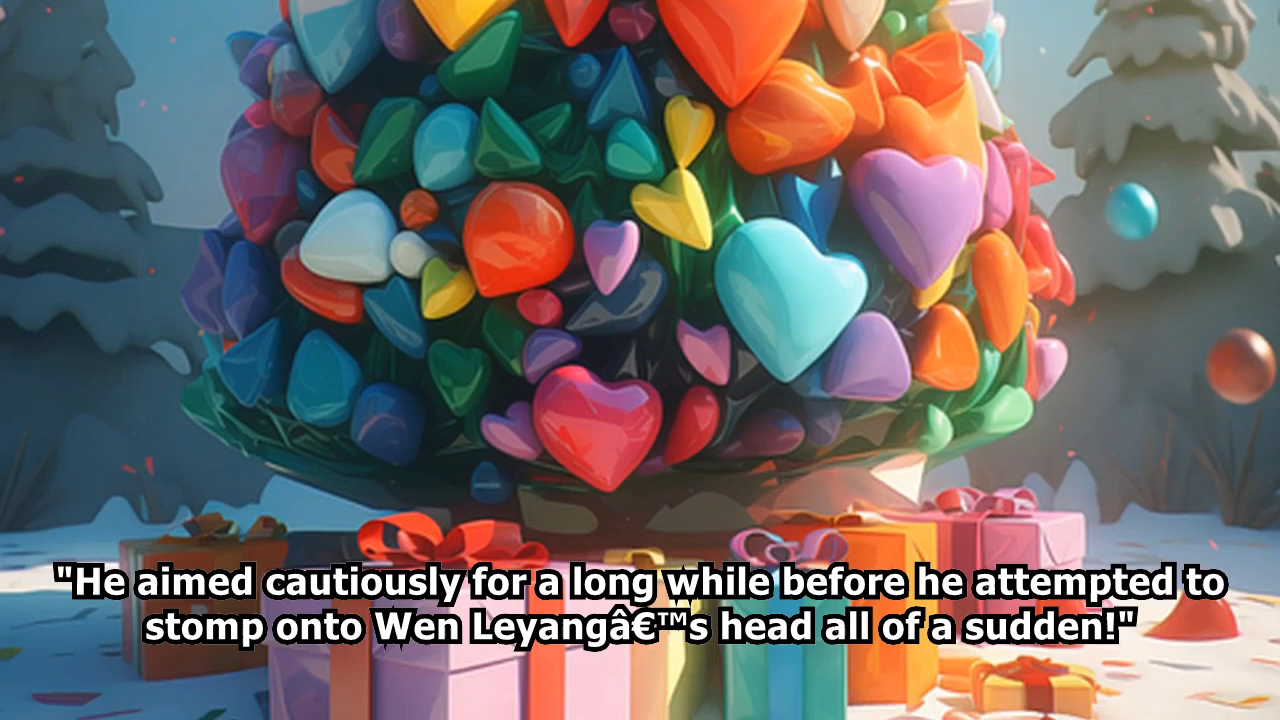 "He aimed cautiously for a long while before he attempted to
stomp onto Wen Leyangâ€™s head all of a sudden!"